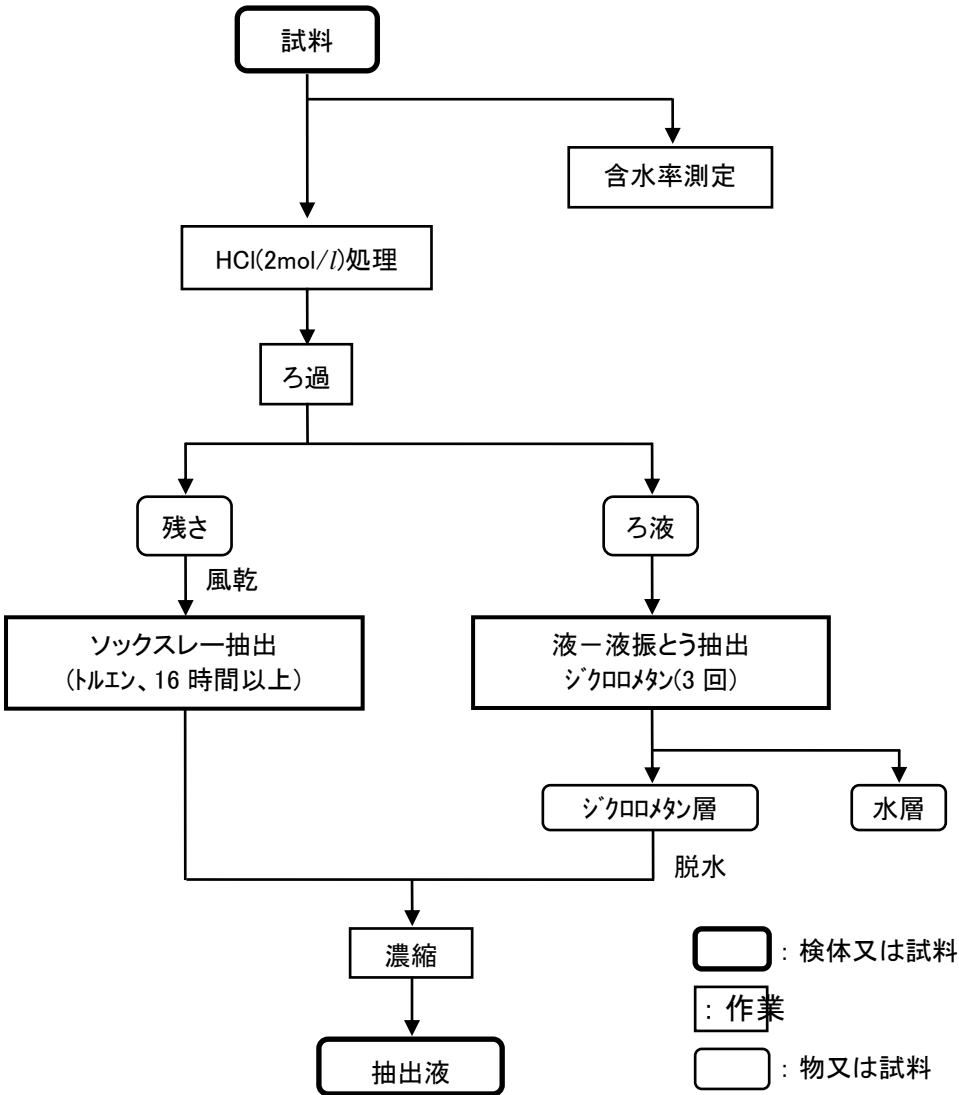 試料
含水率測定
HCl(2mol/l)処理
ろ過
残さ
ろ液
風乾
ソックスレー抽出
(ﾄﾙｴﾝ、16 時間以上)
液－液振とう抽出
ｼﾞｸﾛﾛﾒﾀﾝ(3 回)
ｼﾞｸﾛﾛﾒﾀﾝ層
水層
脱水
濃縮
抽出液
：検体又は試料
：作業
：物又は試料